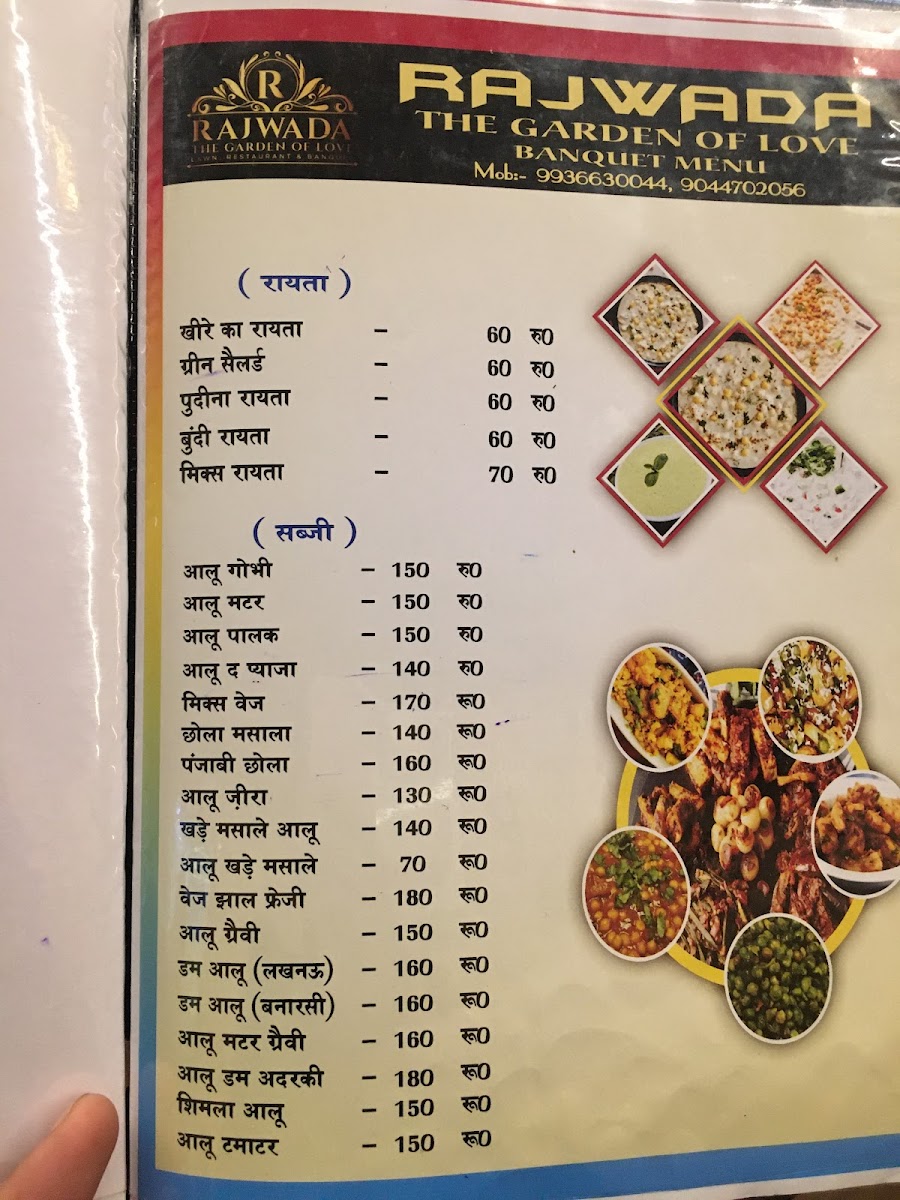 R
RAJWADA
THE GARDEN OF LOVE
LAWN, RESTAURANT & BANQUET
RAJWADA
THE GARDEN OF LOVE
BANQUET MENU
Mob:- 9936630044, 9044702056
( रायता )
खीरे का रायता - 60 रु0
ग्रीन सैलर्ड - 60 रु0
पुदीना रायता - 60 रु0
बुंदी रायता - 60 रु0
मिक्स रायता - 70 रु0
( सब्जी )
आलू गोभी - 150 रु0
आलू मटर - 150 रु0
आलू पालक - 150 रु0
आलू द प्याजा - 140 रु0
मिक्स वेज - 170 रू0
छोला मसाला - 140 रू0
पंजाबी छोला - 160 रू0
आलू ज़ीरा - 130 रू0
खड़े मसाले आलू - 140 रू0
आलू खड़े मसाले - 70 रू0
वेज झाल फ्रेजी - 180 रू0
आलू ग्रैवी - 150 रू0
डम आलू (लखनऊ) - 160 रू0
डम आलू (बनारसी) - 160 रू0
आलू मटर ग्रैवी - 160 रू0
आलू डम अदरकी - 180 रू0
शिमला आलू - 150 रू0
आलू टमाटर - 150 रू0